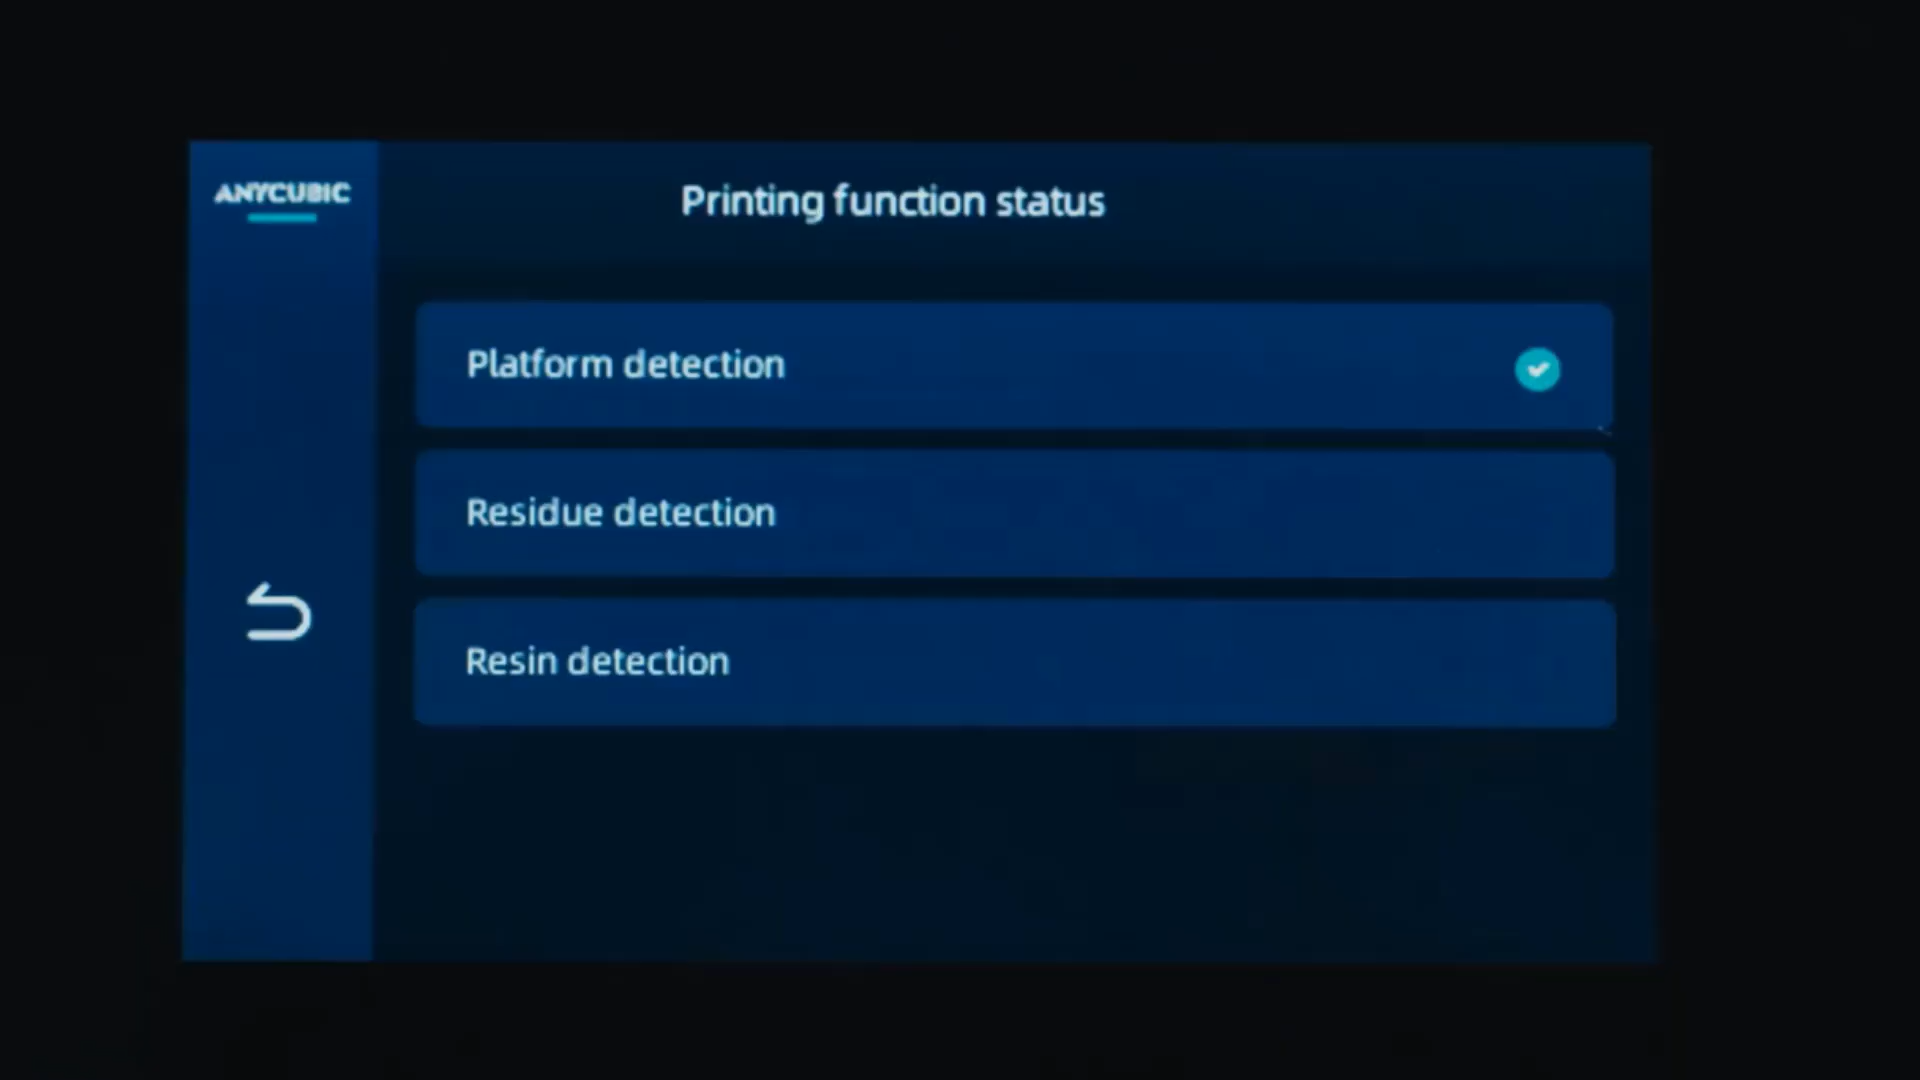 ANYCUBIC
Printing function status
Platform detection
Residue detection
Resin detection